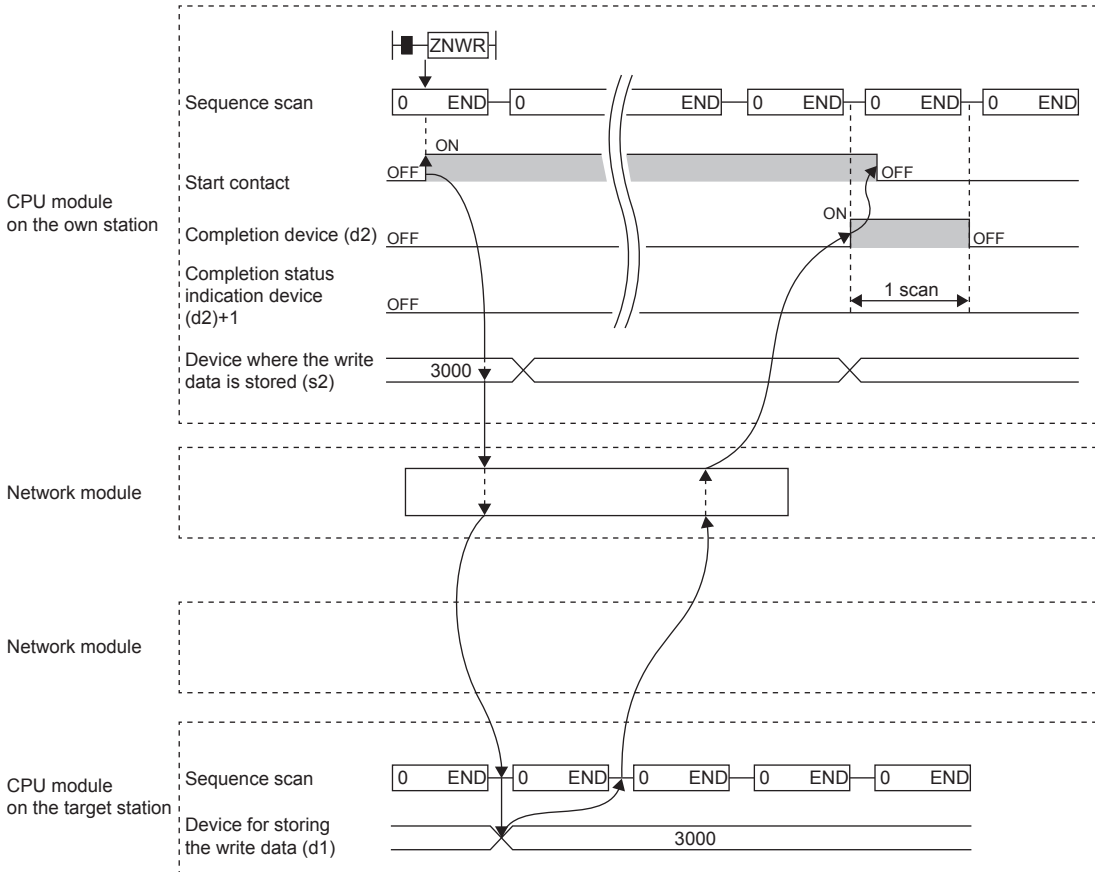 ZNWR
CPU module
on the own station
Sequence scan
0 END 0 END 0 END 0 END 0 END
Start contact
OFF ON OFF
Completion device (d2)
OFF ON OFF
Completion status
indication device
(d2)+1
OFF
1 scan
Device where the write
data is stored (s2)
3000
Network module
Network module
CPU module
on the target station
Sequence scan
0 END 0 END 0 END 0 END 0 END
Device for storing
the write data (d1)
3000